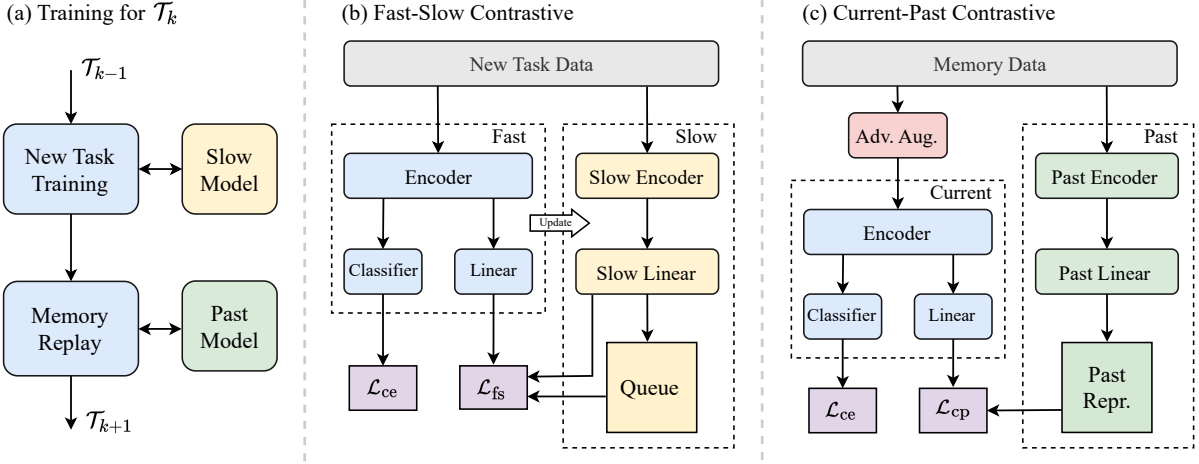 (a) Training for 𝒯k
𝒯k−1
New Task
Training
Slow
Model
Memory
Replay
Past
Model
𝒯k+1
(b) Fast-Slow Contrastive
New Task Data
Fast
Slow
Encoder
Slow Encoder
Update
Classifier
Linear
Slow Linear
ℒce
ℒfs
Queue
(c) Current-Past Contrastive
Memory Data
Adv. Aug.
Past
Past Encoder
Current
Encoder
Past Linear
Classifier
Linear
Past
Repr.
ℒce
ℒcp